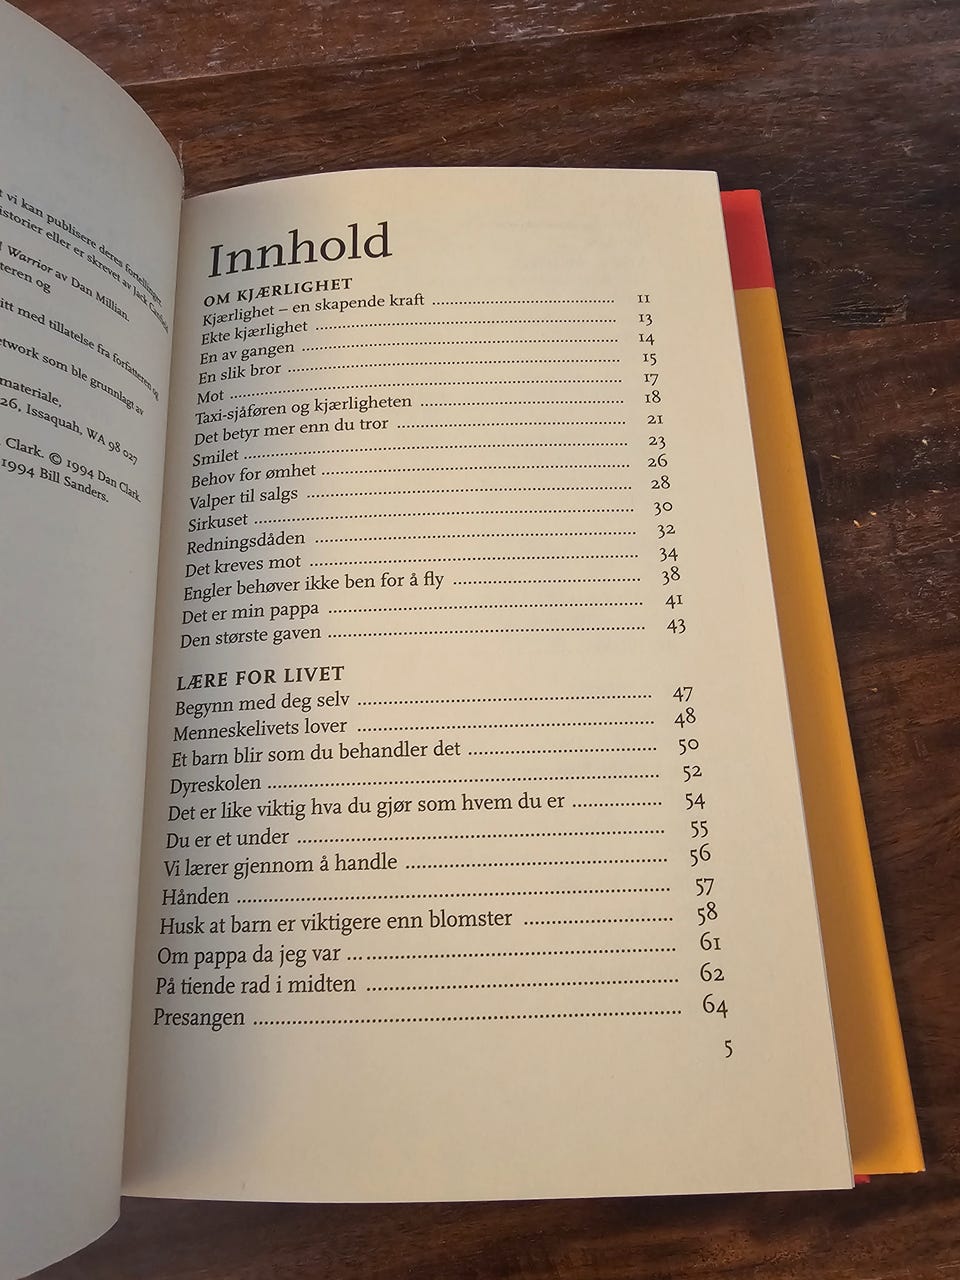 t vi kan publisere deres fortellinger.
istorier eller er skrevet av Jack Canfield
l Warrior av Dan Millian.
teren og
itt med tillatelse fra forfatteren og
etwork som ble grunnlagt av
materiale,
26, Issaquah, WA 98 027
Clark. © 1994 Dan Clark.
1994 Bill Sanders.
Innhold
OM KJÆRLIGHET
Kjærlighet – en skapende kraft ........ 11
Ekte kjærlighet ........ 13
En av gangen ........ 14
En slik bror ........ 15
Mot ........ 17
Taxi-sjåføren og kjærligheten ........ 18
Det betyr mer enn du tror ........ 21
Smilet ........ 23
Behov for ømhet ........ 26
Valper til salgs ........ 28
Sirkuset ........ 30
Redningsdåden ........ 32
Det kreves mot ........ 34
Engler behøver ikke ben for å fly ........ 38
Det er min pappa ........ 41
Den største gaven ........ 43
LÆRE FOR LIVET
Begynn med deg selv ........ 47
Menneskelivets lover ........ 48
Et barn blir som du behandler det ........ 50
Dyreskolen ........ 52
Det er like viktig hva du gjør som hvem du er ........ 54
Du er et under ........ 55
Vi lærer gjennom å handle ........ 56
Hånden ........ 57
Husk at barn er viktigere enn blomster ........ 58
Om pappa da jeg var ........ 61
På tiende rad i midten ........ 62
Presangen ........ 64
5